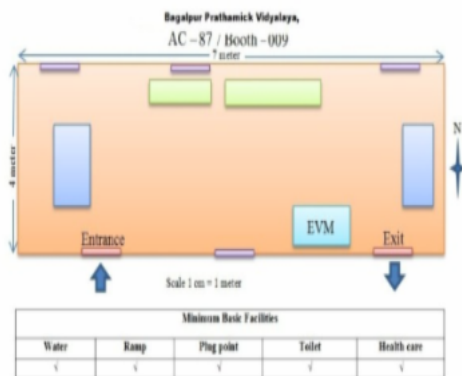 Bagalpur Prathamick Vidyalaya,
AC – 87 / Booth -009
7 meter
4 meter
N
EVM
Entrance
Exit
Scale 1 cm = 1 meter
Minimum Basic Facilities
Water Ramp Plug point Toilet Health care
√ √ √ √ √